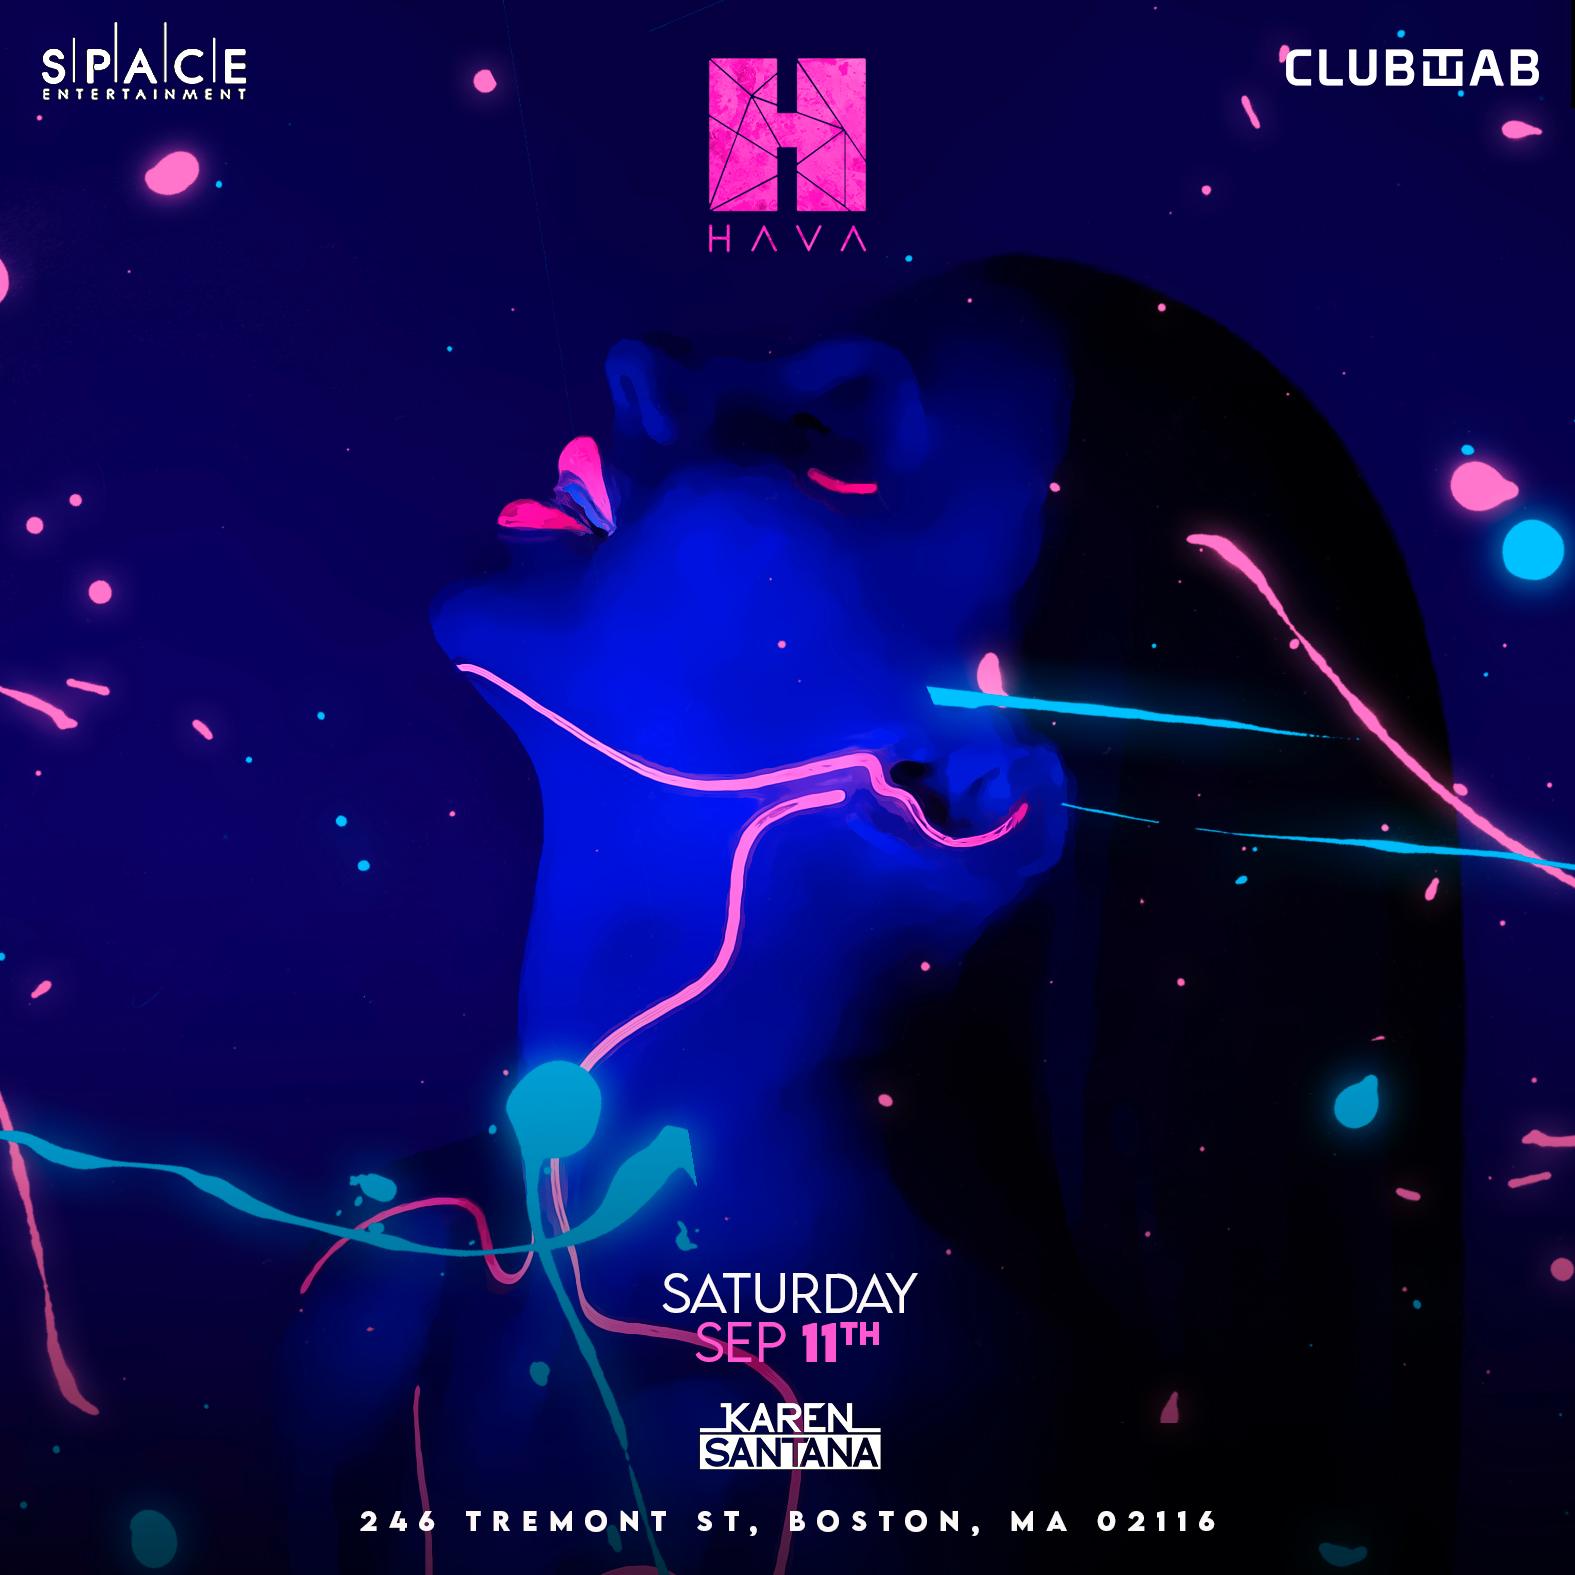 SPACE
ENTERTAINMENT
H
HAVA
CLUBTAB
SATURDAY
SEP 11TH
KAREN
SANTANA
246 TREMONT ST, BOSTON, MA 02116